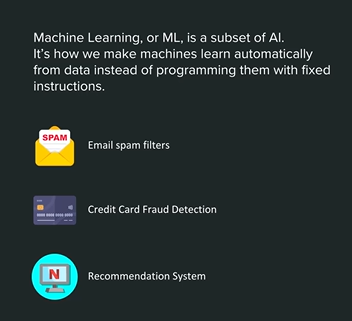 Machine Learning, or ML, is a subset of AI.
It's how we make machines learn automatically
from data instead of programming them with fixed
instructions.
SPAM
Email spam filters
Credit Card Fraud Detection
N
Recommendation System